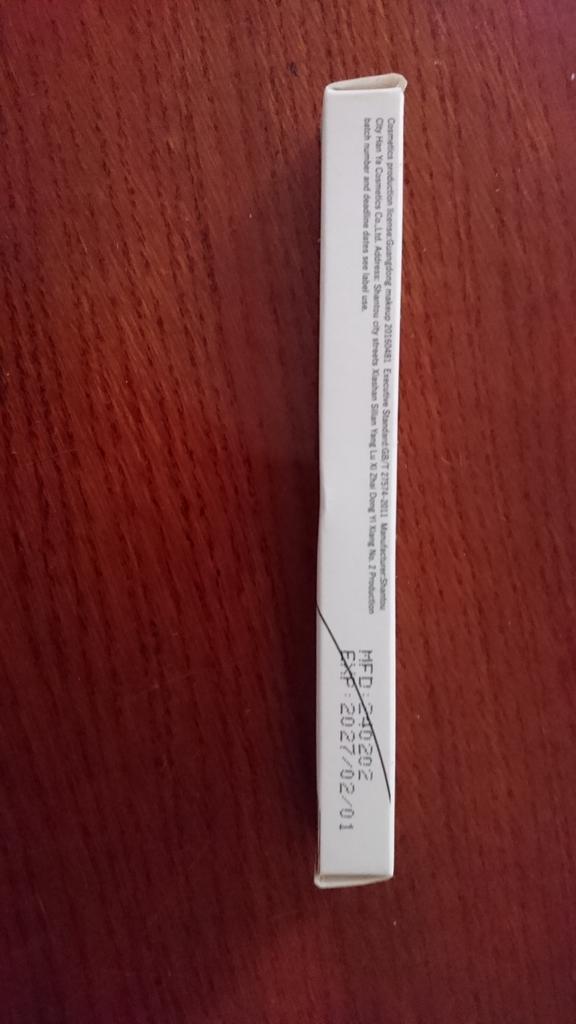 Cosmetics production license:Guangdong makeup 20160481 Executive Standard:GB/T 27574-2011 Manufacturer:Shantou
City Han Ya Cosmetics Co.,Ltd. Address: Shantou city streets Xiashan Silian Yang Lu Xi Zhai Dong Yi Xiang No. 2 Production
batch number and deadline dates see label use.
MFD:240202
EXP:2027/02/01